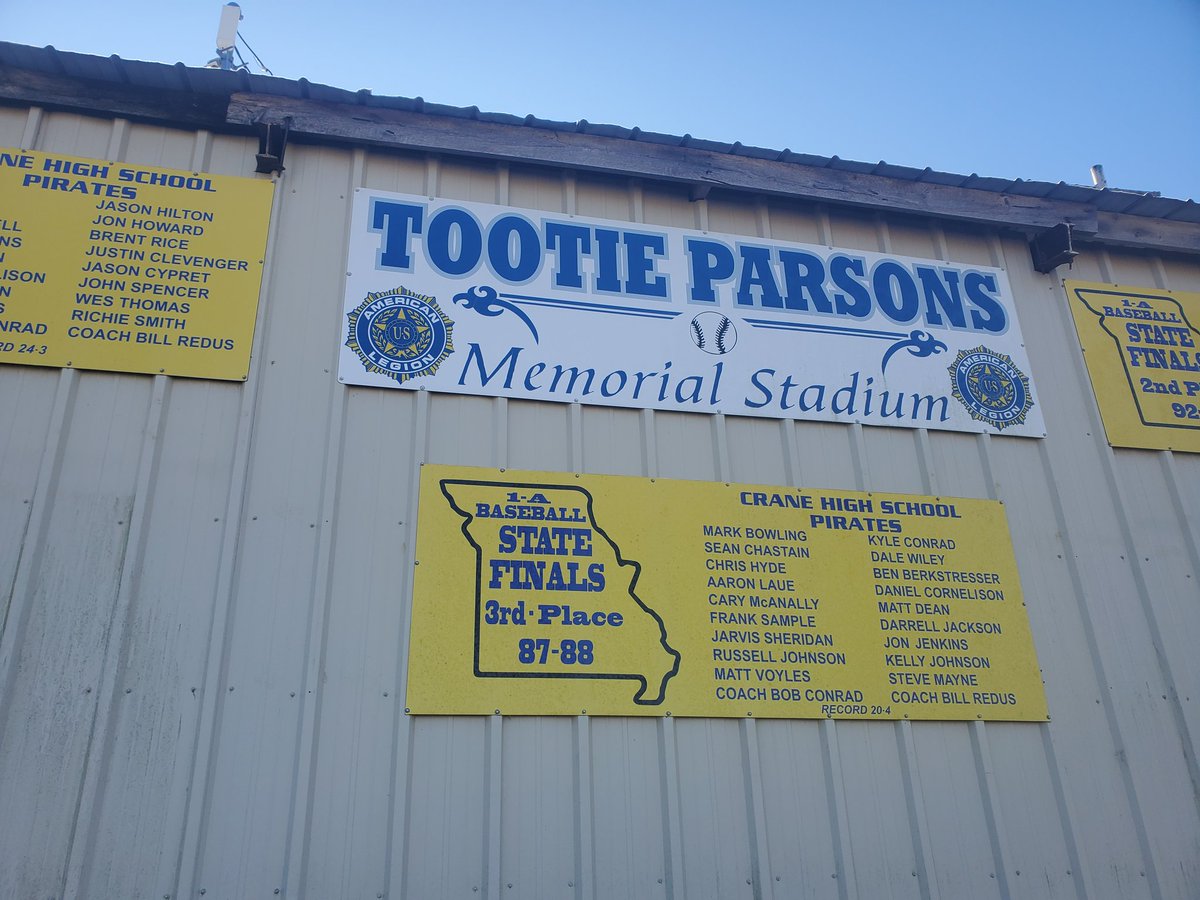 HIGH SCHOOL
PIRATES
JASON HILTON
JON HOWARD
BRENT RICE
JUSTIN CLEVENGER
JASON CYPRET
JOHN SPENCER
WES THOMAS
RICHIE SMITH
COACH BILL REDUS
24-3
TOOTIE PARSONS
AMERICAN
US
LEGION
Memorial Stadium
AMERICAN
US
LEGION
1-A
BASEBALL
STATE
FINALS
2nd
1-A
BASEBALL
STATE
FINALS
3rd-Place
87-88
CRANE HIGH SCHOOL
PIRATES
MARK BOWLING
SEAN CHASTAIN
CHRIS HYDE
AARON LAUE
CARY McANALLY
FRANK SAMPLE
JARVIS SHERIDAN
RUSSELL JOHNSON
MATT VOYLES
COACH BOB CONRAD
KYLE CONRAD
DALE WILEY
BEN BERKSTRESSER
DANIEL CORNELISON
MATT DEAN
DARRELL JACKSON
JON JENKINS
KELLY JOHNSON
STEVE MAYNE
COACH BILL REDUS
RECORD 20-4